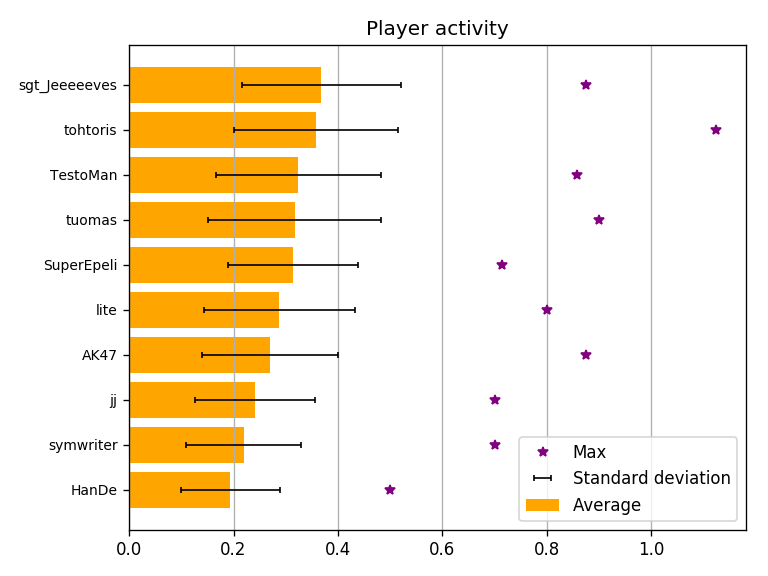 Player activity
sgt_Jeeeeeves
tohtoris
TestoMan
tuomas
SuperEpeli
lite
AK47
jj
symwriter
HanDe
Max
Standard deviation
Average
0.0 0.2 0.4 0.6 0.8 1.0